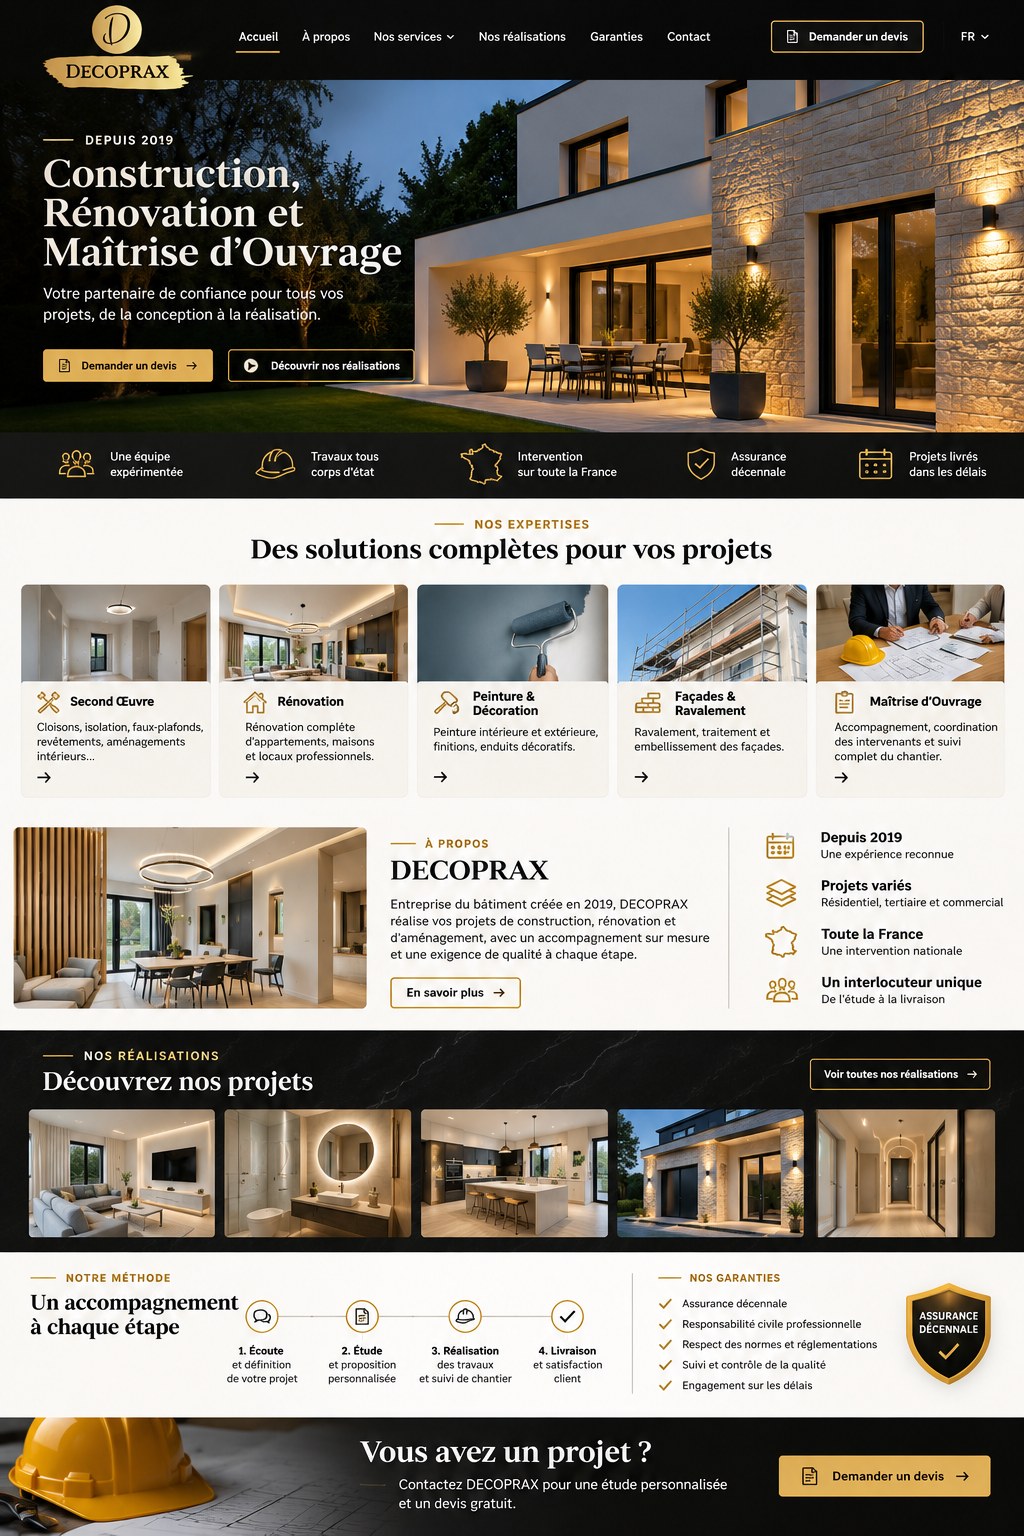 D
DECOPRAX
Accueil
À propos
Nos services
Nos réalisations
Garanties
Contact
Demander un devis
FR
DEPUIS 2019
Construction,
Rénovation et
Maîtrise d'Ouvrage
Votre partenaire de confiance pour tous vos
projets, de la conception à la réalisation.
Demander un devis →
Découvrir nos réalisations
Une équipe
expérimentée
Travaux tous
corps d'état
Intervention
sur toute la France
Assurance
décennale
Projets livrés
dans les délais
NOS EXPERTISES
Des solutions complètes pour vos projets
Second Œuvre
Cloisons, isolation, faux-plafonds,
revêtements, aménagements
intérieurs...
→
Rénovation
Rénovation complète
d'appartements, maisons
et locaux professionnels.
→
Peinture &
Décoration
Peinture intérieure et extérieure,
finitions, enduits décoratifs.
→
Façades &
Ravalement
Ravalement, traitement et
embellissement des façades.
→
Maîtrise d'Ouvrage
Accompagnement, coordination
des intervenants et suivi
complet du chantier.
→
À PROPOS
DECOPRAX
Entreprise du bâtiment créée en 2019, DECOPRAX
réalise vos projets de construction, rénovation et
d'aménagement, avec un accompagnement sur mesure
et une exigence de qualité à chaque étape.
En savoir plus →
Depuis 2019
Une expérience reconnue
Projets variés
Résidentiel, tertiaire et commercial
Toute la France
Une intervention nationale
Un interlocuteur unique
De l'étude à la livraison
NOS RÉALISATIONS
Découvrez nos projets
Voir toutes nos réalisations →
NOTRE MÉTHODE
Un accompagnement
à chaque étape
1. Écoute
et définition
de votre projet
2. Étude
et proposition
personnalisée
3. Réalisation
des travaux
et suivi de chantier
4. Livraison
et satisfaction
client
NOS GARANTIES
Assurance décennale
Responsabilité civile professionnelle
Respect des normes et réglementations
Suivi et contrôle de la qualité
Engagement sur les délais
ASSURANCE
DÉCENNALE
Vous avez un projet ?
Contactez DECOPRAX pour une étude personnalisée
et un devis gratuit.
Demander un devis →